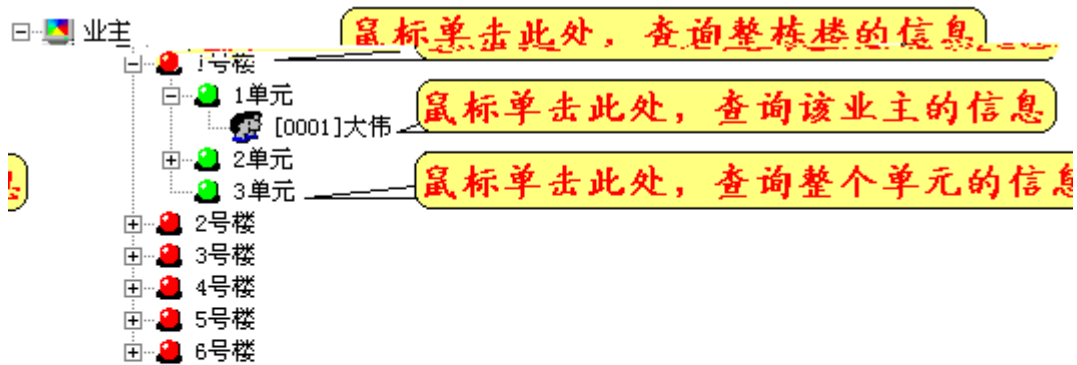 业主
鼠标单击此处，查询整栋楼的信息
1号楼
1单元
鼠标单击此处，查询该业主的信息
[0001]大伟
2单元
鼠标单击此处，查询整个单元的信息
3单元
2号楼
3号楼
4号楼
5号楼
6号楼